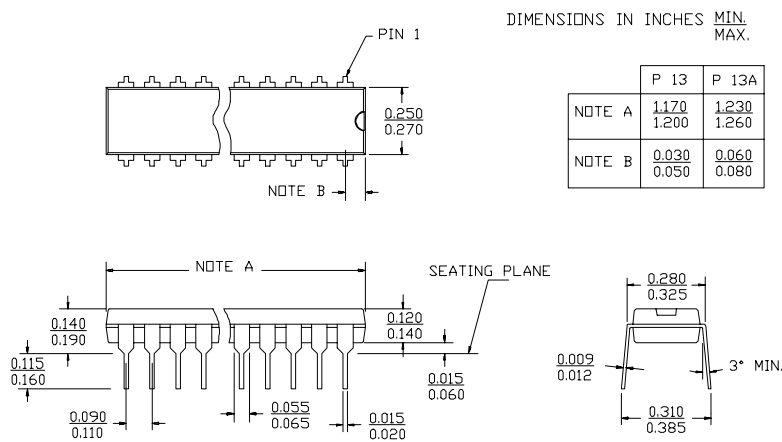 DIMENSIONS IN INCHES MIN.
MAX.
PIN 1
P 13 P 13A
0.250
0.270
NOTE A 1.170 1.230
1.200 1.260
NOTE B 0.030 0.060
0.050 0.080
NOTE B
NOTE A
SEATING PLANE
0.280
0.325
0.140
0.190
0.120
0.140
0.115
0.160
0.015
0.060
0.009
0.012
3° MIN.
0.090
0.110
0.055
0.065
0.015
0.020
0.310
0.385